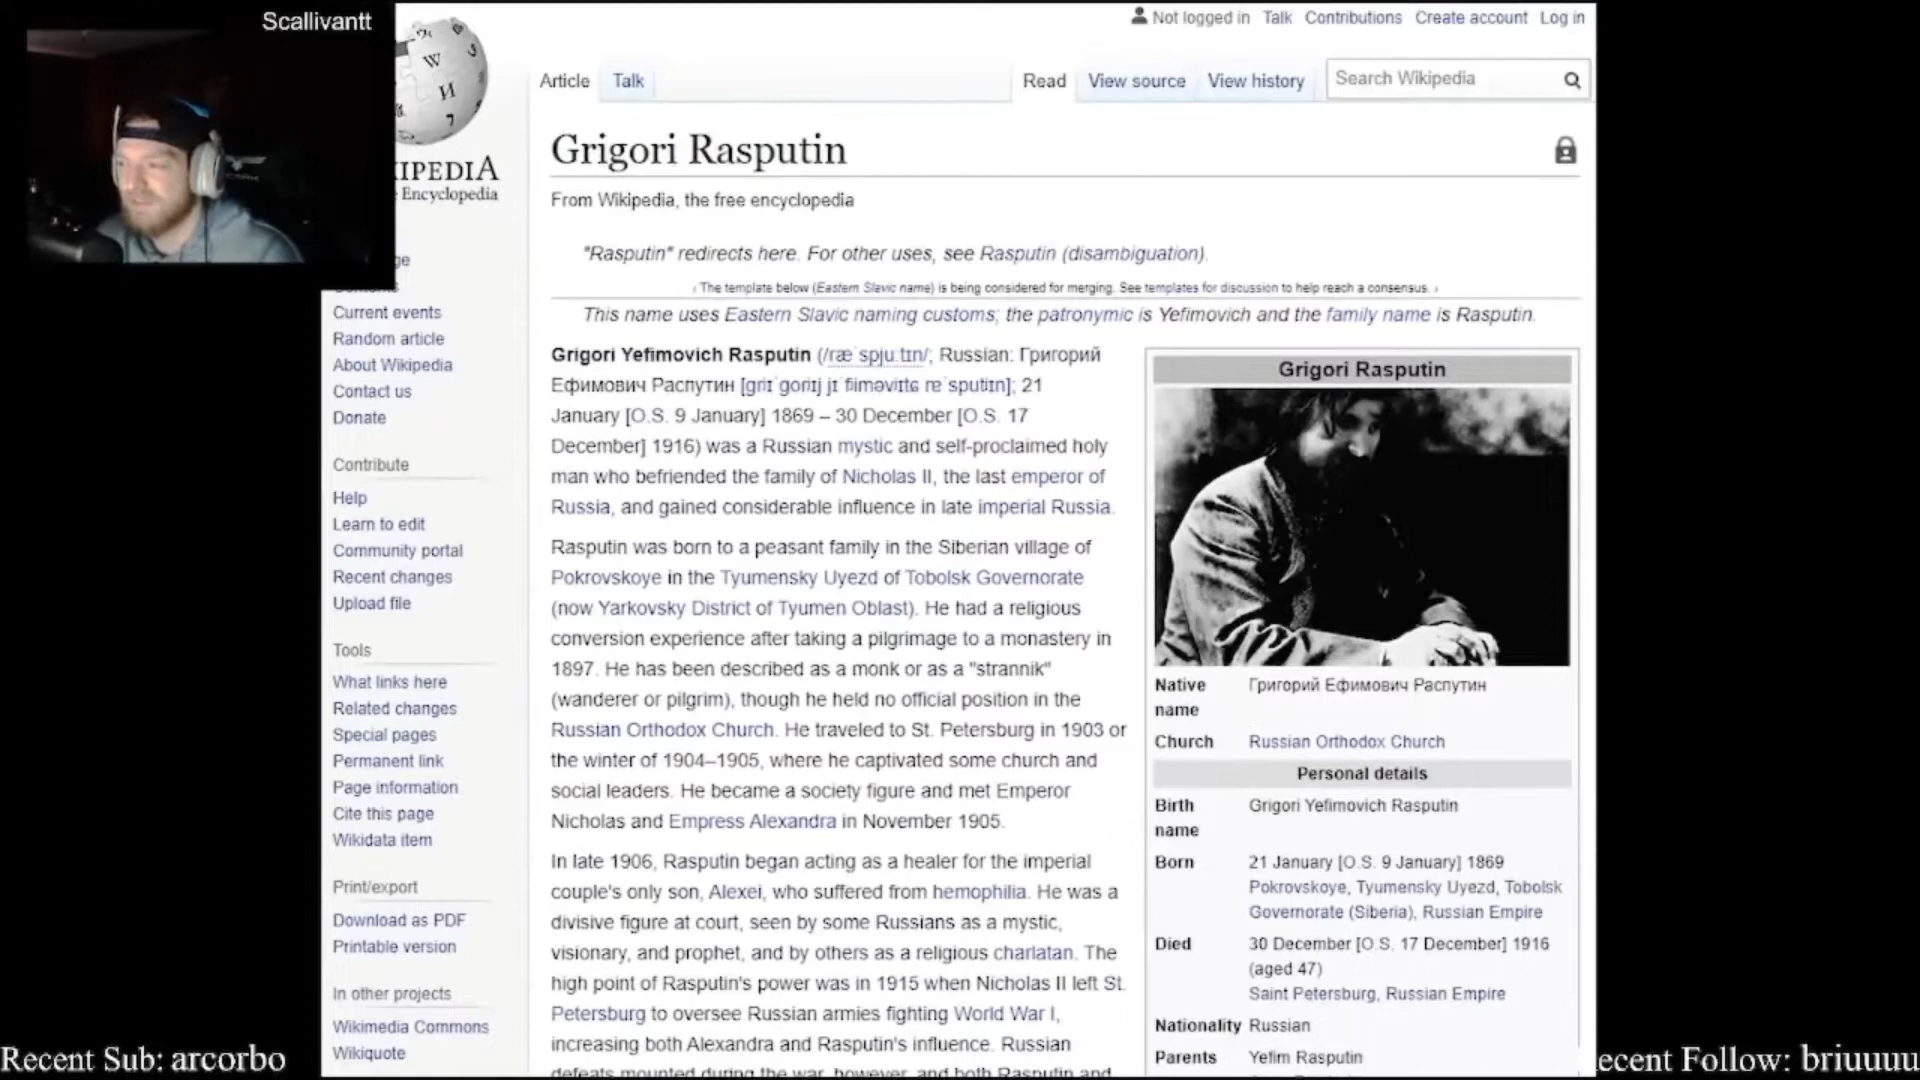 Scallivantt
IPEDIA
Encyclopedia
Not logged in Talk Contributions Create account Log in
Article Talk Read View source View history Search Wikipedia
Grigori Rasputin
From Wikipedia, the free encyclopedia
"Rasputin" redirects here. For other uses, see Rasputin (disambiguation).
‹ The template below (Eastern Slavic name) is being considered for merging. See templates for discussion to help reach a consensus. ›
This name uses Eastern Slavic naming customs; the patronymic is Yefimovich and the family name is Rasputin.
Current events
Random article
About Wikipedia
Contact us
Donate
Contribute
Help
Learn to edit
Community portal
Recent changes
Upload file
Tools
What links here
Related changes
Special pages
Permanent link
Page information
Cite this page
Wikidata item
Print/export
Download as PDF
Printable version
In other projects
Wikimedia Commons
Wikiquote
Grigori Yefimovich Rasputin (/ræˈspjuːtɪn/; Russian: Григорий
Ефимович Распутин [ɡrʲɪˈɡorʲɪj jɪˈfʲiməvʲɪtɕ rɐˈsputʲɪn]; 21
January [O.S. 9 January] 1869 – 30 December [O.S. 17
December] 1916) was a Russian mystic and self-proclaimed holy
man who befriended the family of Nicholas II, the last emperor of
Russia, and gained considerable influence in late imperial Russia.
Rasputin was born to a peasant family in the Siberian village of
Pokrovskoye in the Tyumensky Uyezd of Tobolsk Governorate
(now Yarkovsky District of Tyumen Oblast). He had a religious
conversion experience after taking a pilgrimage to a monastery in
1897. He has been described as a monk or as a "strannik"
(wanderer or pilgrim), though he held no official position in the
Russian Orthodox Church. He traveled to St. Petersburg in 1903 or
the winter of 1904–1905, where he captivated some church and
social leaders. He became a society figure and met Emperor
Nicholas and Empress Alexandra in November 1905.
In late 1906, Rasputin began acting as a healer for the imperial
couple's only son, Alexei, who suffered from hemophilia. He was a
divisive figure at court, seen by some Russians as a mystic,
visionary, and prophet, and by others as a religious charlatan. The
high point of Rasputin's power was in 1915 when Nicholas II left St.
Petersburg to oversee Russian armies fighting World War I,
increasing both Alexandra and Rasputin's influence. Russian
defeats mounted during the war, however, and both Rasputin and
Grigori Rasputin
Native name Григорий Ефимович Распутин
Church Russian Orthodox Church
Personal details
Birth name Grigori Yefimovich Rasputin
Born 21 January [O.S. 9 January] 1869
Pokrovskoye, Tyumensky Uyezd, Tobolsk
Governorate (Siberia), Russian Empire
Died 30 December [O.S. 17 December] 1916
(aged 47)
Saint Petersburg, Russian Empire
Nationality Russian
Parents Yefim Rasputin
Recent Sub: arcorbo
ecent Follow: briuuuu